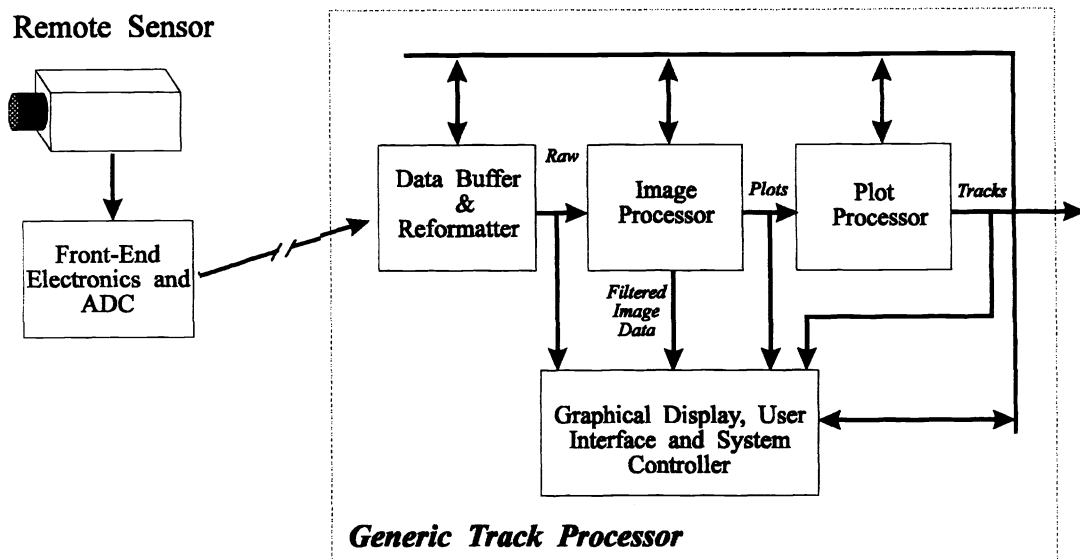 Remote Sensor
Front-End
Electronics and
ADC
Data Buffer
&
Reformatter
Raw
Image
Processor
Plots
Plot
Processor
Tracks
Filtered
Image
Data
Graphical Display, User
Interface and System
Controller
Generic Track Processor